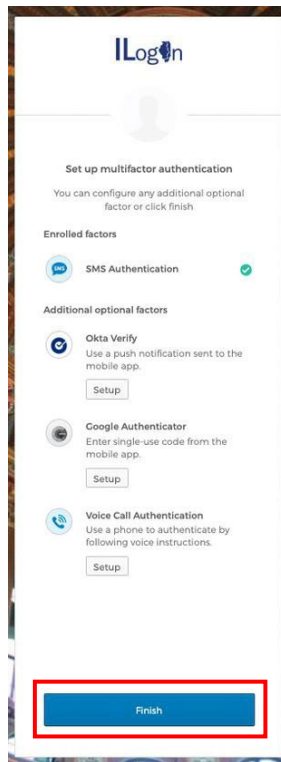 ILogin
Set up multifactor authentication
You can configure any additional optional
factor or click finish
Enrolled factors
SMS
SMS Authentication
Additional optional factors
Okta Verify
Use a push notification sent to the
mobile app.
Setup
Google Authenticator
Enter single-use code from the
mobile app.
Setup
Voice Call Authentication
Use a phone to authenticate by
following voice instructions.
Setup
Finish